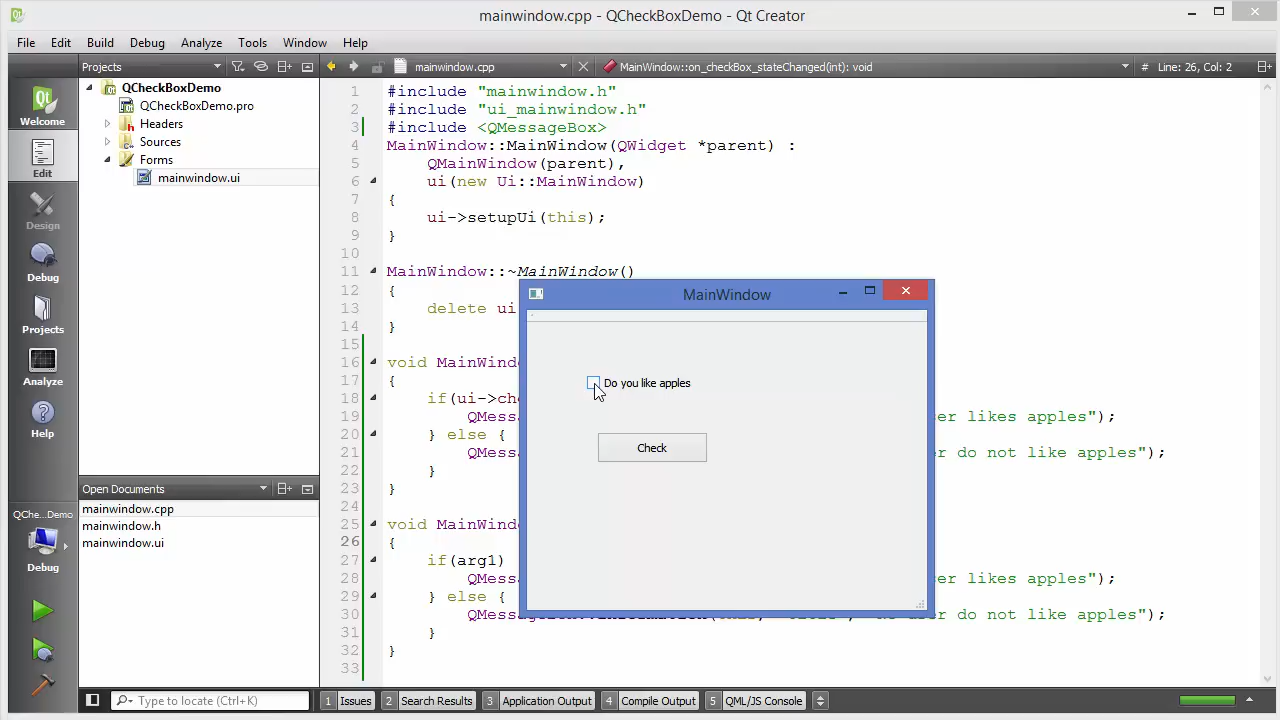 mainwindow.cpp - QCheckBoxDemo - Qt Creator
File Edit Build Debug Analyze Tools Window Help
Projects mainwindow.cpp MainWindow::on_checkBox_stateChanged(int): void Line: 26, Col: 2
Welcome
Edit
Design
Debug
Projects
Analyze
Help
QChe...Demo
Debug
QCheckBoxDemo
QCheckBoxDemo.pro
Headers
Sources
Forms
mainwindow.ui
Open Documents
mainwindow.cpp
mainwindow.h
mainwindow.ui
1 #include "mainwindow.h"
2 #include "ui_mainwindow.h"
3 #include <QMessageBox>
4 MainWindow::MainWindow(QWidget *parent) :
5 QMainWindow(parent),
6 ui(new Ui::MainWindow)
7 {
8 ui->setupUi(this);
9 }
10
11 MainWindow::~MainWindow()
12 {
13 delete ui
14 }
15
16 void MainWind
17 {
18 if(ui->ch
19 QMess ser likes apples");
20 } else {
21 QMess r do not like apples");
22 }
23 }
24
25 void MainWind
26 {
27 if(arg1)
28 QMess ser likes apples");
29 } else {
30 r do not like apples");
31 }
32 }
33
MainWindow
Do you like apples
Check
Type to locate (Ctrl+K) 1 Issues 2 Search Results 3 Application Output 4 Compile Output 5 QML/JS Console